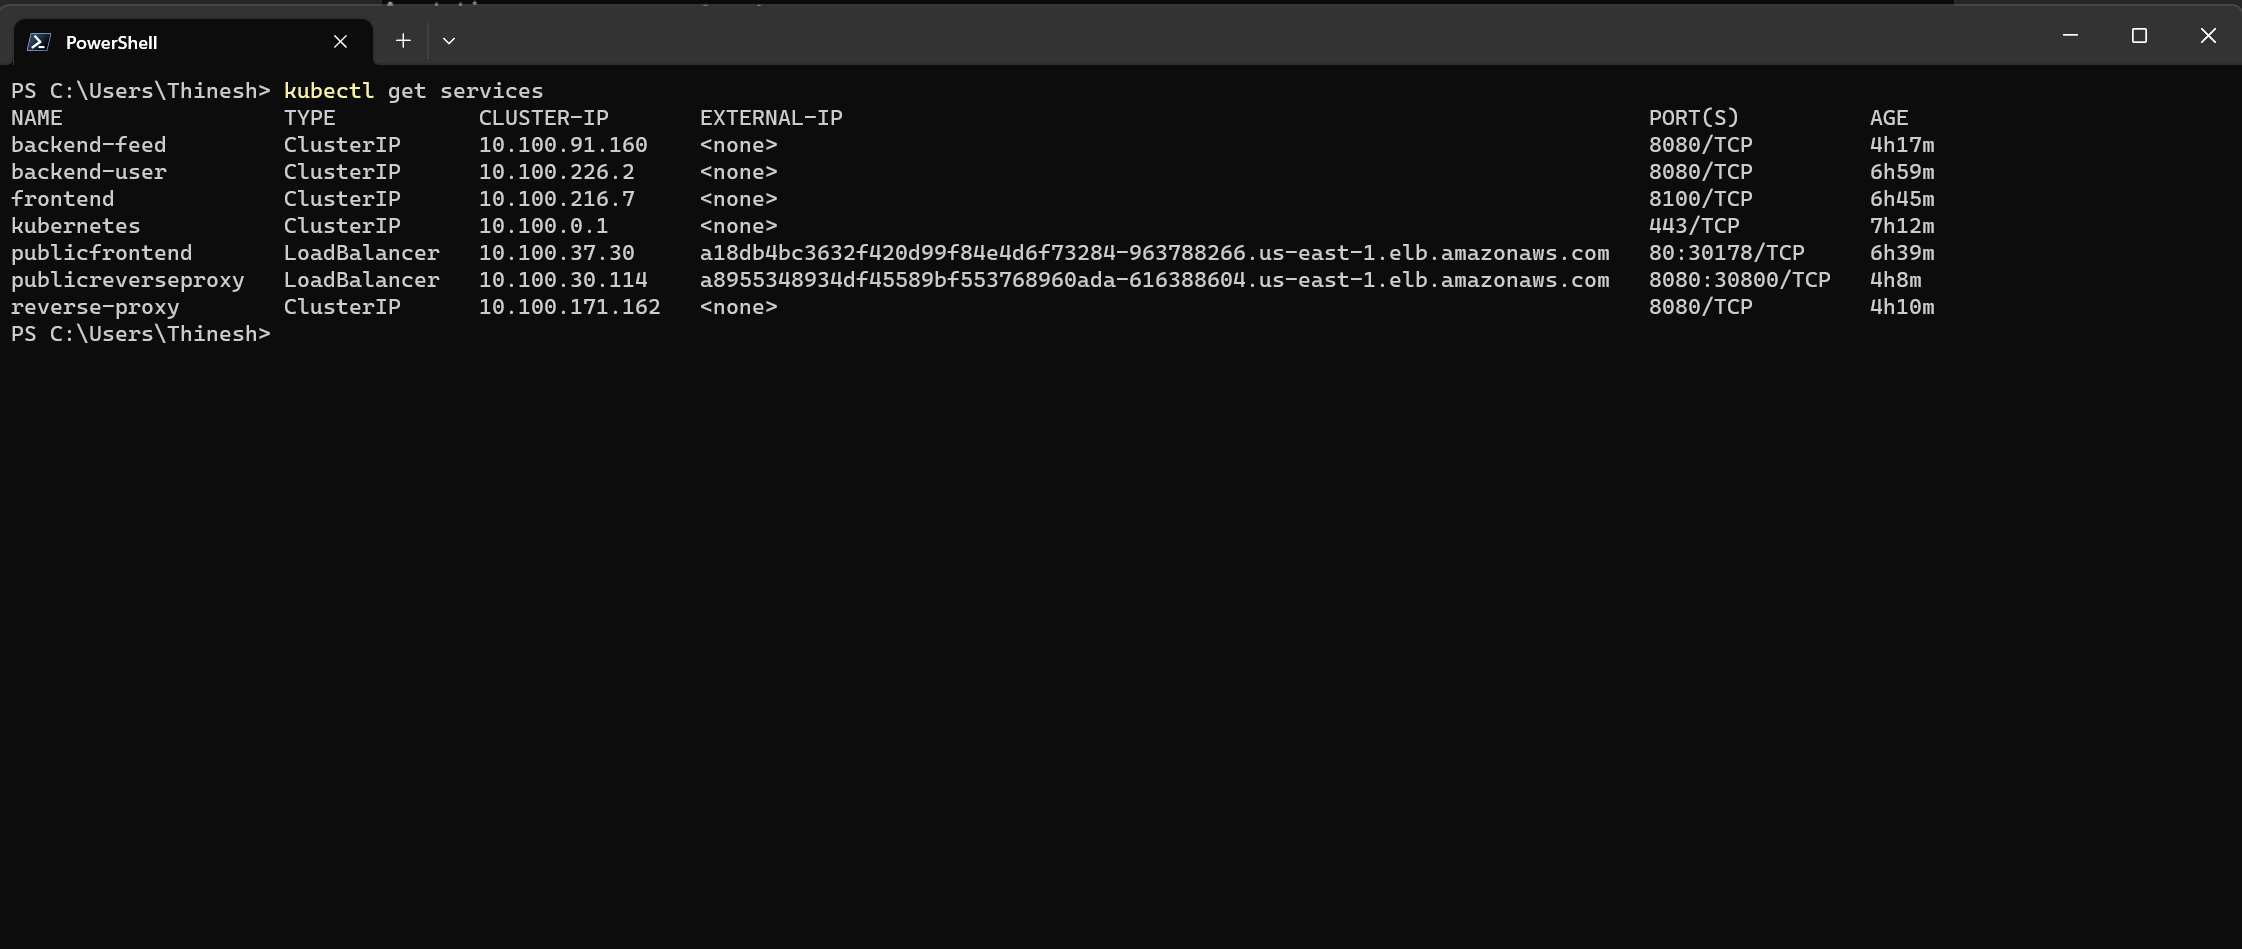 PowerShell
PS C:\Users\Thinesh> kubectl get services
NAME TYPE CLUSTER-IP EXTERNAL-IP PORT(S) AGE
backend-feed ClusterIP 10.100.91.160 <none> 8080/TCP 4h17m
backend-user ClusterIP 10.100.226.2 <none> 8080/TCP 6h59m
frontend ClusterIP 10.100.216.7 <none> 8100/TCP 6h45m
kubernetes ClusterIP 10.100.0.1 <none> 443/TCP 7h12m
publicfrontend LoadBalancer 10.100.37.30 a18db4bc3632f420d99f84e4d6f73284-963788266.us-east-1.elb.amazonaws.com 80:30178/TCP 6h39m
publicreverseproxy LoadBalancer 10.100.30.114 a8955348934df45589bf553768960ada-616388604.us-east-1.elb.amazonaws.com 8080:30800/TCP 4h8m
reverse-proxy ClusterIP 10.100.171.162 <none> 8080/TCP 4h10m
PS C:\Users\Thinesh>